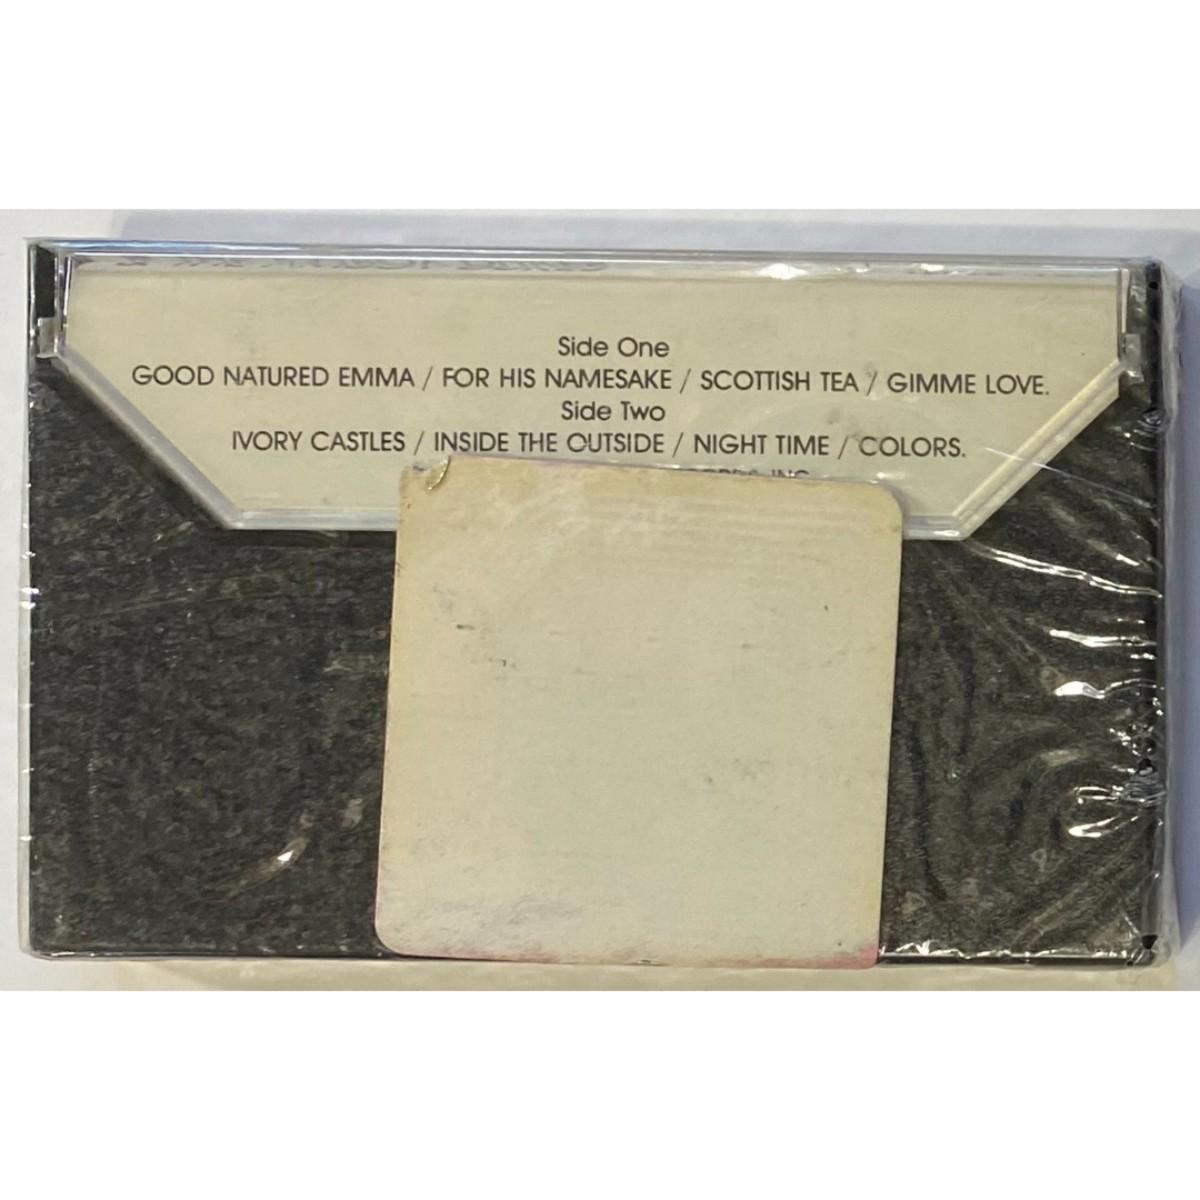 Side One
GOOD NATURED EMMA / FOR HIS NAMESAKE / SCOTTISH TEA / GIMME LOVE.
Side Two
IVORY CASTLES / INSIDE THE OUTSIDE / NIGHT TIME / COLORS.
INC.